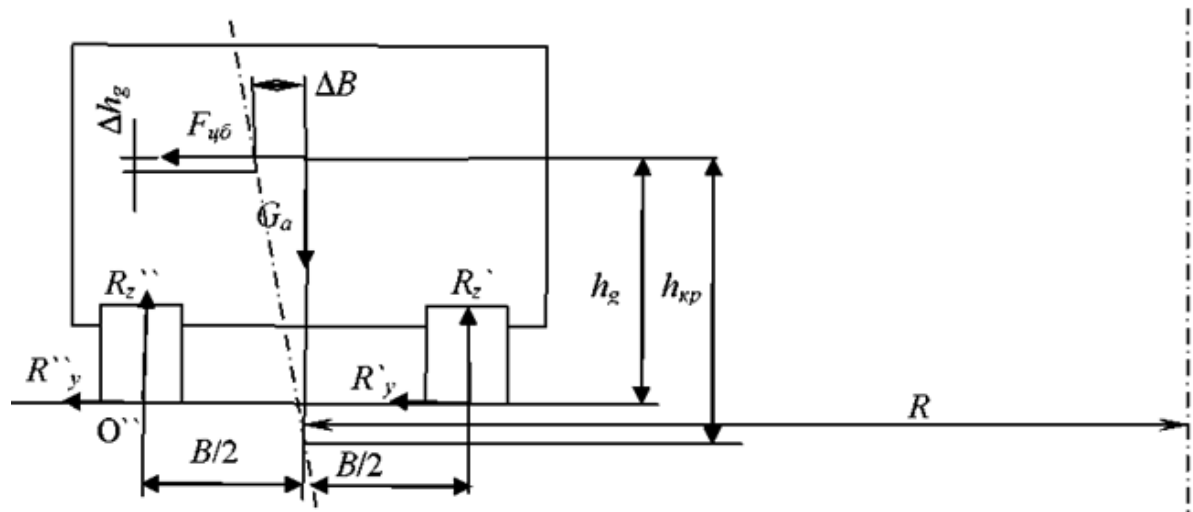 ΔB
Δh_g
F_цб
G_a
R_z``
R_z`
h_g
h_кр
R``_y
R`_y
R
O``
B/2
B/2